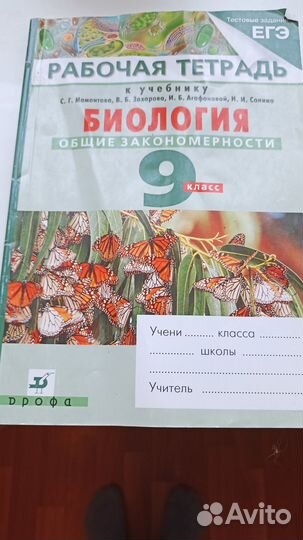 Тестовые задания
ЕГЭ
РАБОЧАЯ ТЕТРАДЬ
к учебнику
С. Г. Мамонтова, В. Б. Захарова, И. Б. Агафоновой, Н. И. Сонина
БИОЛОГИЯ
ОБЩИЕ ЗАКОНОМЕРНОСТИ
9 класс
Учени .......... класса ..........
.......... школы ..........
Учитель ..........
дрофа
Avito